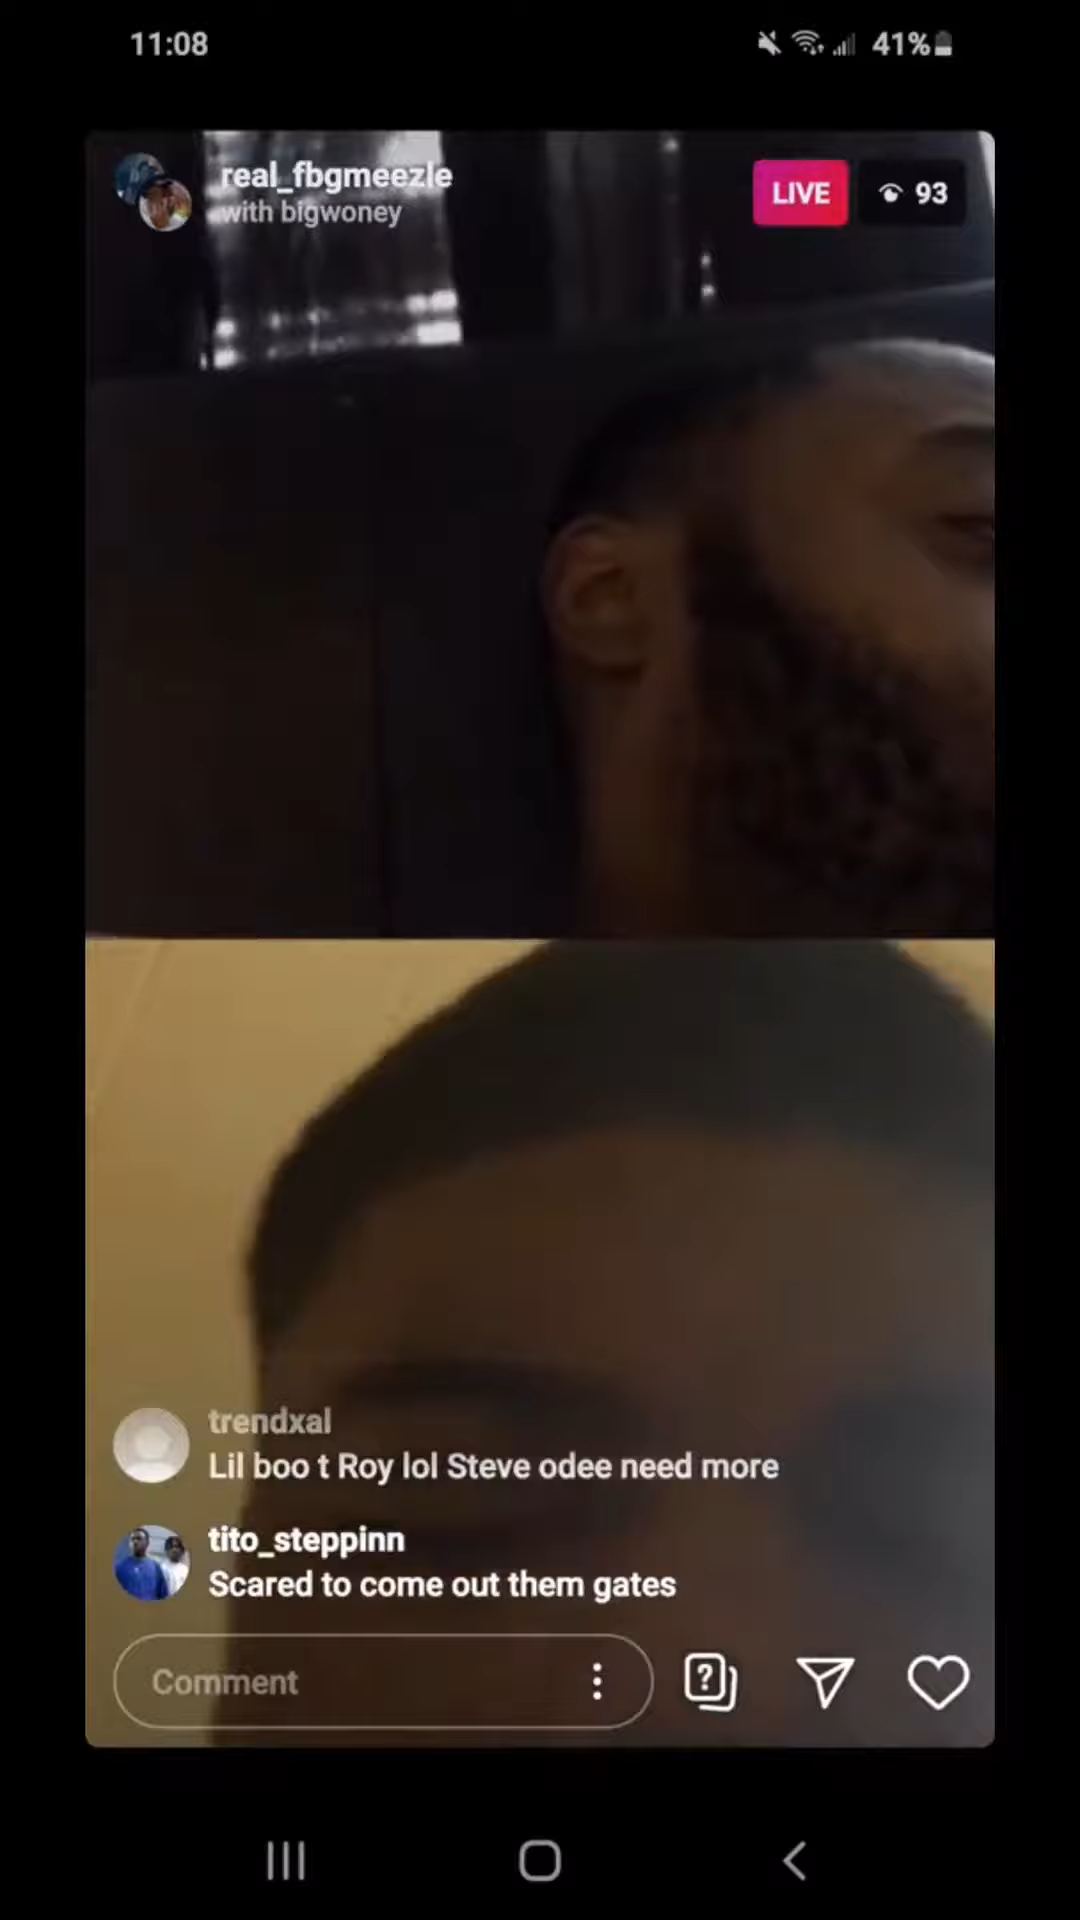 11:08
41%
real_fbgmeezle
with bigwoney
LIVE
93
trendxal
Lil boo t Roy lol Steve odee need more
tito_steppinn
Scared to come out them gates
Comment
?